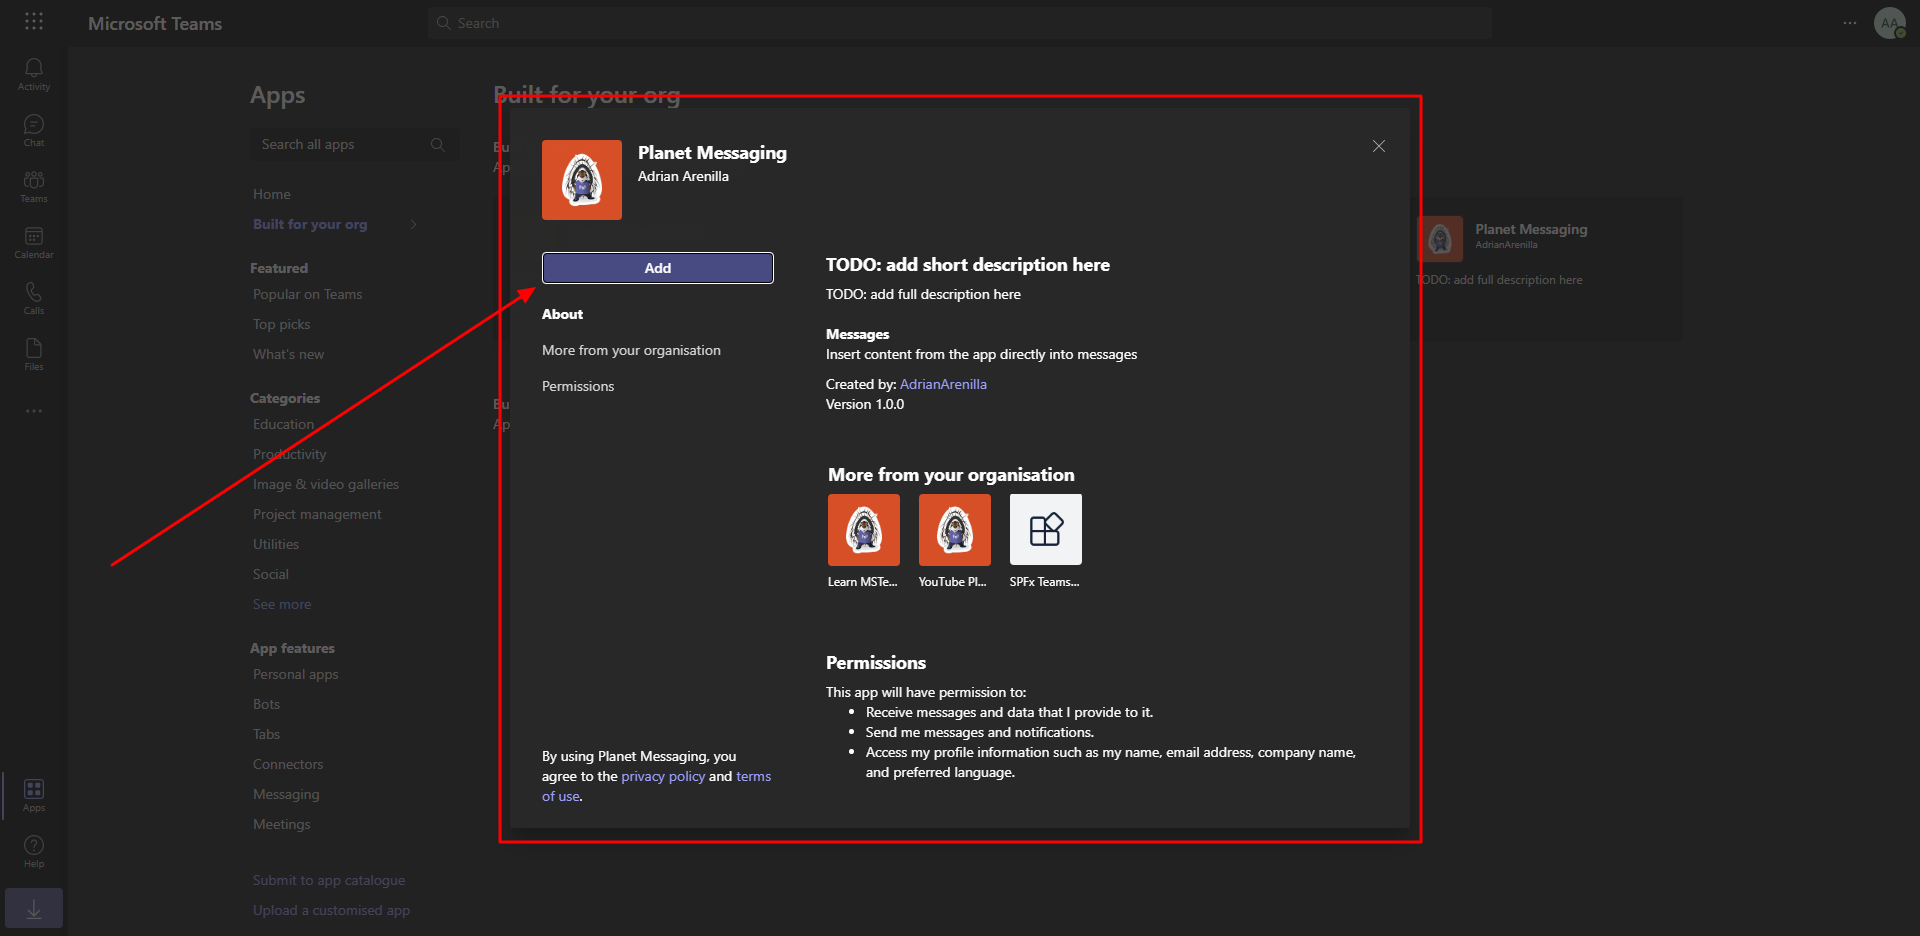 Microsoft Teams
Search
AA
Activity
Chat
Teams
Calendar
Calls
Files
Apps
Help
Apps
Search all apps
Home
Built for your org
Featured
Popular on Teams
Top picks
What's new
Categories
Education
Productivity
Image & video galleries
Project management
Utilities
Social
See more
App features
Personal apps
Bots
Tabs
Connectors
Messaging
Meetings
Submit to app catalogue
Upload a customised app
Built for your org
Bu
Ap
Bu
Ap
Planet Messaging
Adrian Arenilla
Add
About
More from your organisation
Permissions
By using Planet Messaging, you
agree to the privacy policy and terms
of use.
TODO: add short description here
TODO: add full description here
Messages
Insert content from the app directly into messages
Created by: AdrianArenilla
Version 1.0.0
More from your organisation
Learn MSTe...
YouTube Pl...
SPFx Teams...
Permissions
This app will have permission to:
• Receive messages and data that I provide to it.
• Send me messages and notifications.
• Access my profile information such as my name, email address, company name,
and preferred language.
Planet Messaging
AdrianArenilla
TODO: add full description here